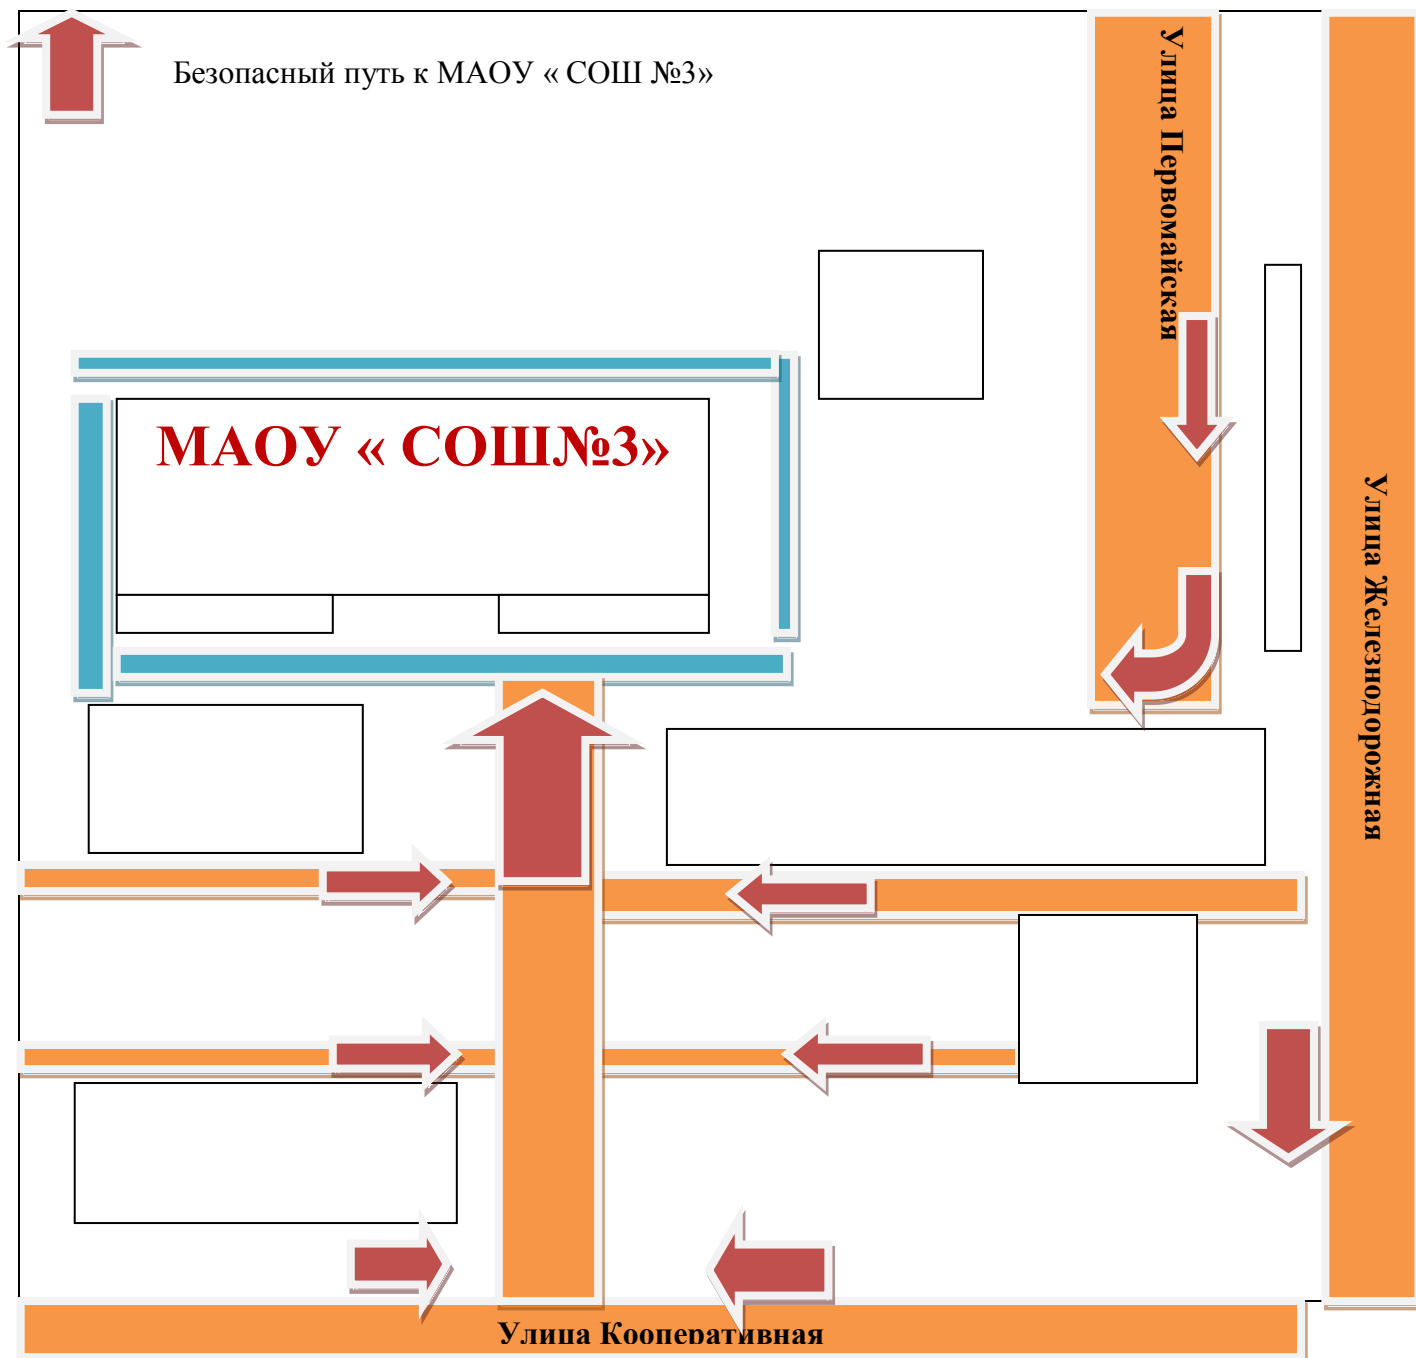 Безопасный путь к МАОУ « СОШ №3»
Улица Первомайская
МАОУ « СОШ№3»
Улица Железнодорожная
Улица Кооперативная